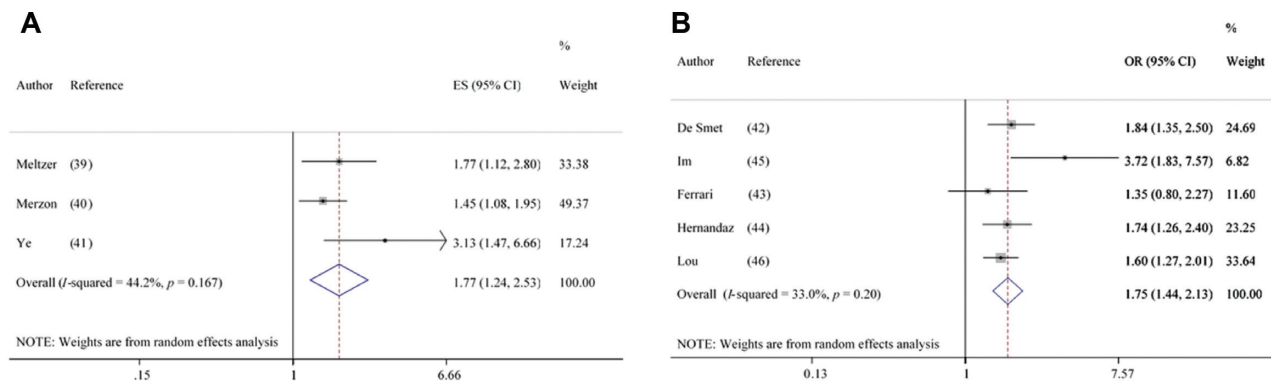 A
%
Author Reference ES (95% CI) Weight
Meltzer (39) 1.77 (1.12, 2.80) 33.38
Merzon (40) 1.45 (1.08, 1.95) 49.37
Ye (41) 3.13 (1.47, 6.66) 17.24
Overall (I-squared = 44.2%, p = 0.167) 1.77 (1.24, 2.53) 100.00
NOTE: Weights are from random effects analysis
.15 1 6.66
B
%
Author Reference OR (95% CI) Weight
De Smet (42) 1.84 (1.35, 2.50) 24.69
Im (45) 3.72 (1.83, 7.57) 6.82
Ferrari (43) 1.35 (0.80, 2.27) 11.60
Hernandaz (44) 1.74 (1.26, 2.40) 23.25
Lou (46) 1.60 (1.27, 2.01) 33.64
Overall (I-squared = 33.0%, p = 0.20) 1.75 (1.44, 2.13) 100.00
NOTE: Weights are from random effects analysis
0.13 1 7.57